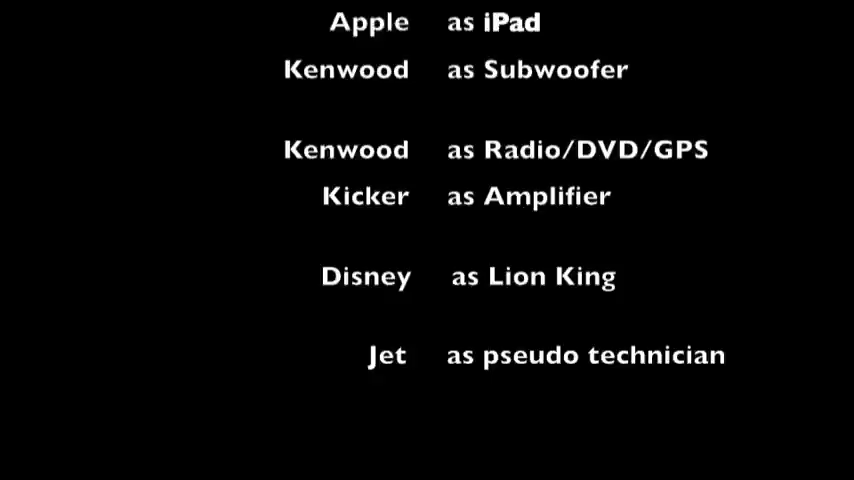 Apple as iPad
Kenwood as Subwoofer
Kenwood as Radio/DVD/GPS
Kicker as Amplifier
Disney as Lion King
Jet as pseudo technician